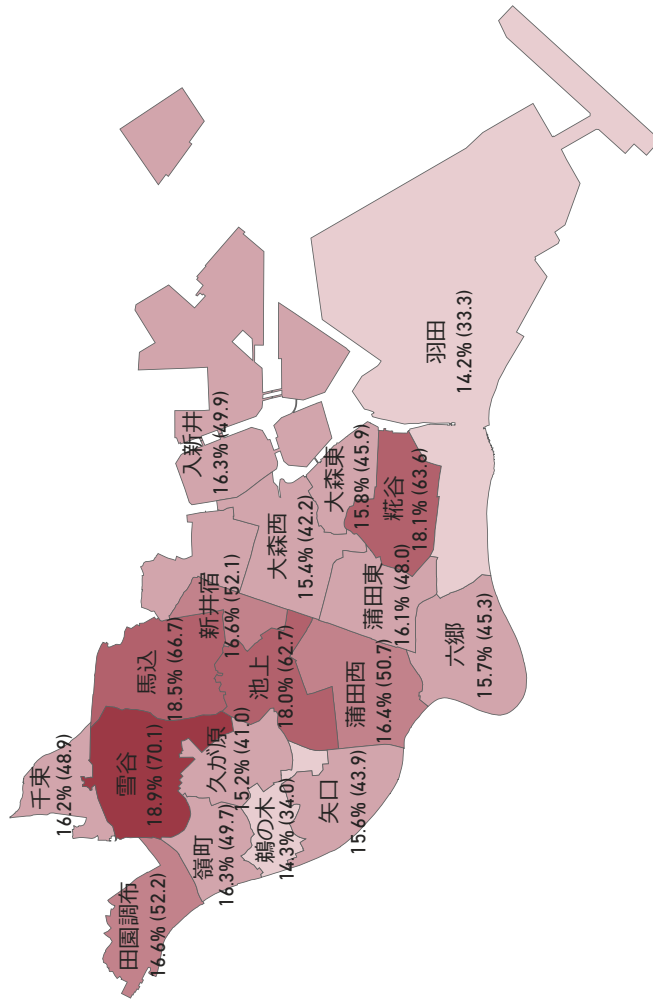 千束
16.2% (48.9)
田園調布
16.6% (52.2)
雪谷
18.9% (70.1)
馬込
18.5% (66.7)
嶺町
16.3% (49.7)
久が原
15.2% (41.0)
鵜の木
14.3% (34.0)
矢口
15.6% (43.9)
池上
18.0% (62.7)
新井宿
16.6% (52.1)
入新井
16.3% (49.9)
大森西
15.4% (42.2)
大森東
15.8% (45.9)
蒲田西
16.4% (50.7)
蒲田東
16.1% (48.0)
糀谷
18.1% (63.6)
六郷
15.7% (45.3)
羽田
14.2% (33.3)